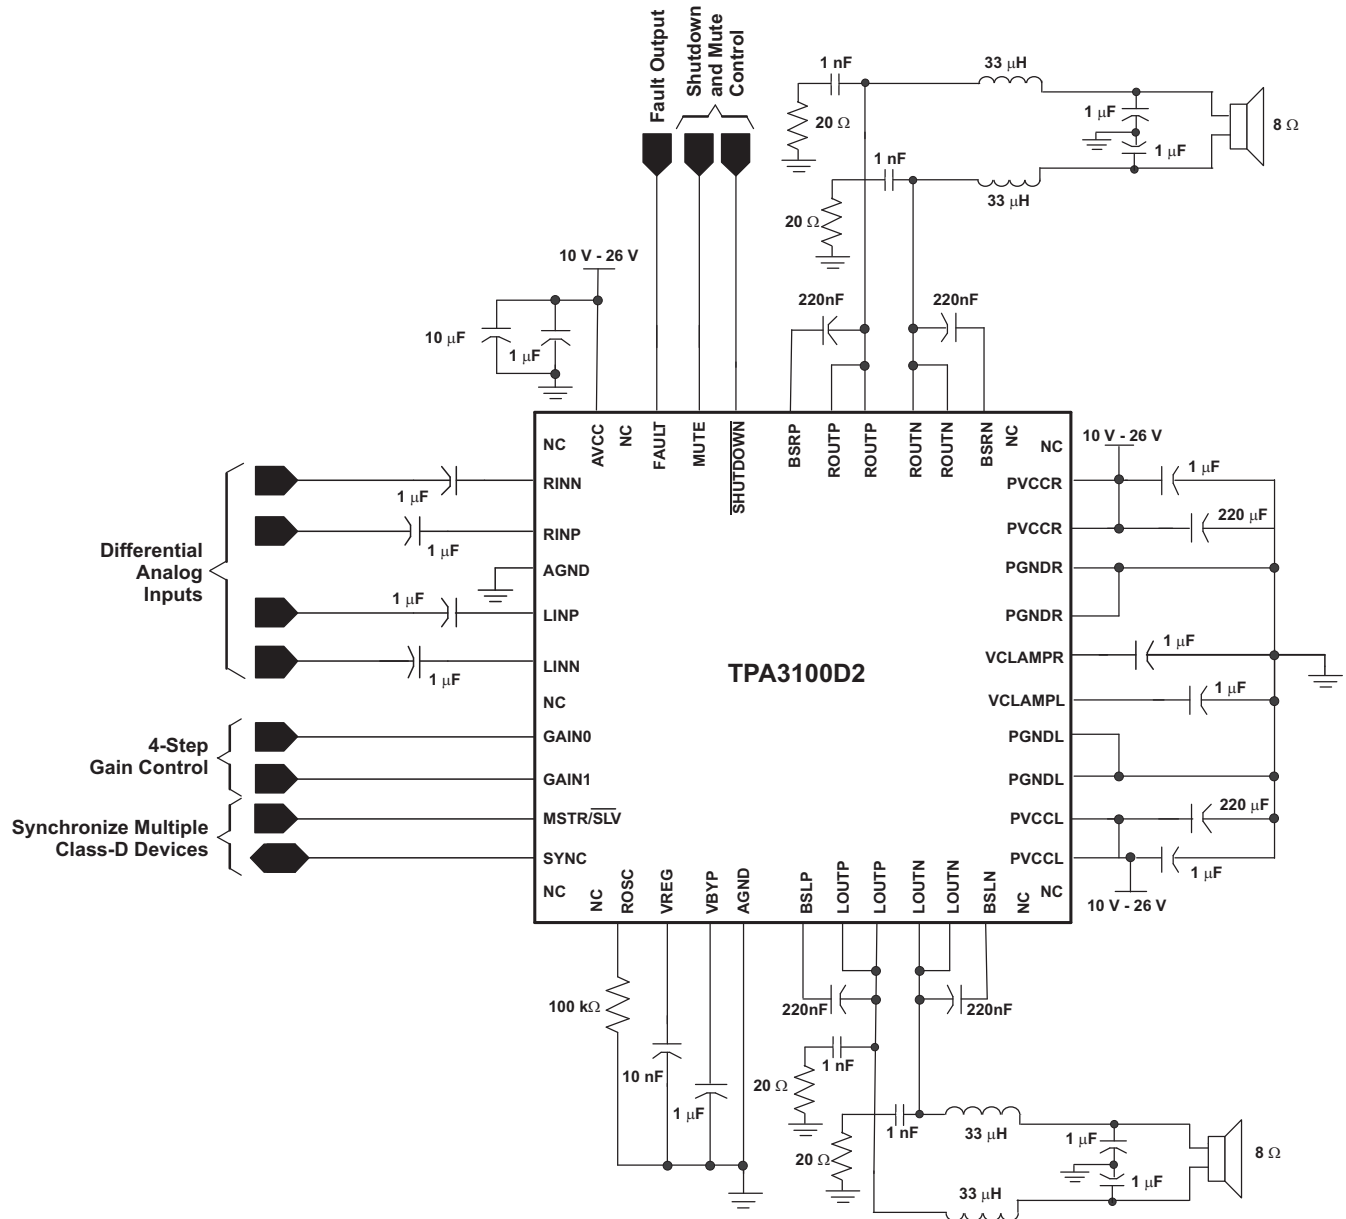 Fault Output
Shutdown
and Mute
Control
1 nF
33 µH
20 Ω
1 µF
8 Ω
1 nF
1 µF
20 Ω
33 µH
10 V - 26 V
220nF
220nF
10 µF
1 µF
NC
AVCC
NC
FAULT
MUTE
SHUTDOWN
BSRP
ROUTP
ROUTP
ROUTN
ROUTN
BSRN
NC
NC
10 V - 26 V
Differential
Analog
Inputs
1 µF
RINN
1 µF
RINP
AGND
1 µF
LINP
1 µF
LINN
NC
4-Step
Gain Control
GAIN0
GAIN1
Synchronize Multiple
Class-D Devices
MSTR/SLV
SYNC
NC
TPA3100D2
PVCCR
1 µF
PVCCR
220 µF
PGNDR
PGNDR
VCLAMPR
1 µF
VCLAMPL
1 µF
PGNDL
PGNDL
PVCCL
220 µF
PVCCL
1 µF
NC
10 V - 26 V
NC
ROSC
VREG
VBYP
AGND
BSLP
LOUTP
LOUTP
LOUTN
LOUTN
BSLN
NC
100 kΩ
220nF
220nF
10 nF
1 µF
1 nF
20 Ω
1 nF
33 µH
20 Ω
1 µF
8 Ω
1 µF
33 µH